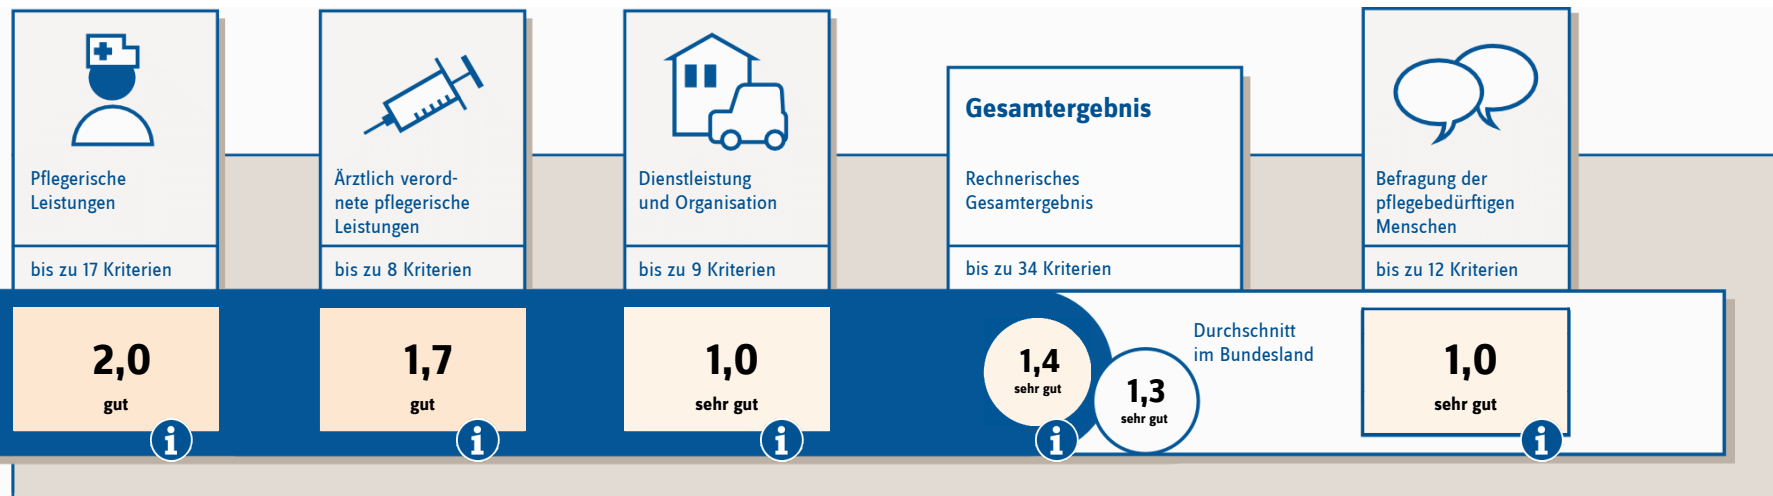 Pflegerische
Leistungen
bis zu 17 Kriterien
2,0
gut
Ärztlich verord-
nete pflegerische
Leistungen
bis zu 8 Kriterien
1,7
gut
Dienstleistung
und Organisation
bis zu 9 Kriterien
1,0
sehr gut
Gesamtergebnis
Rechnerisches
Gesamtergebnis
bis zu 34 Kriterien
1,4
sehr gut
1,3
sehr gut
Durchschnitt
im Bundesland
Befragung der
pflegebedürftigen
Menschen
bis zu 12 Kriterien
1,0
sehr gut